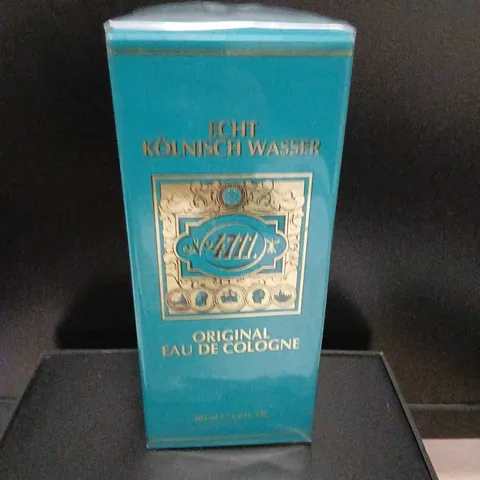 ECHT
KÖLNISCH WASSER
Nº 4711.
ORIGINAL
EAU DE COLOGNE